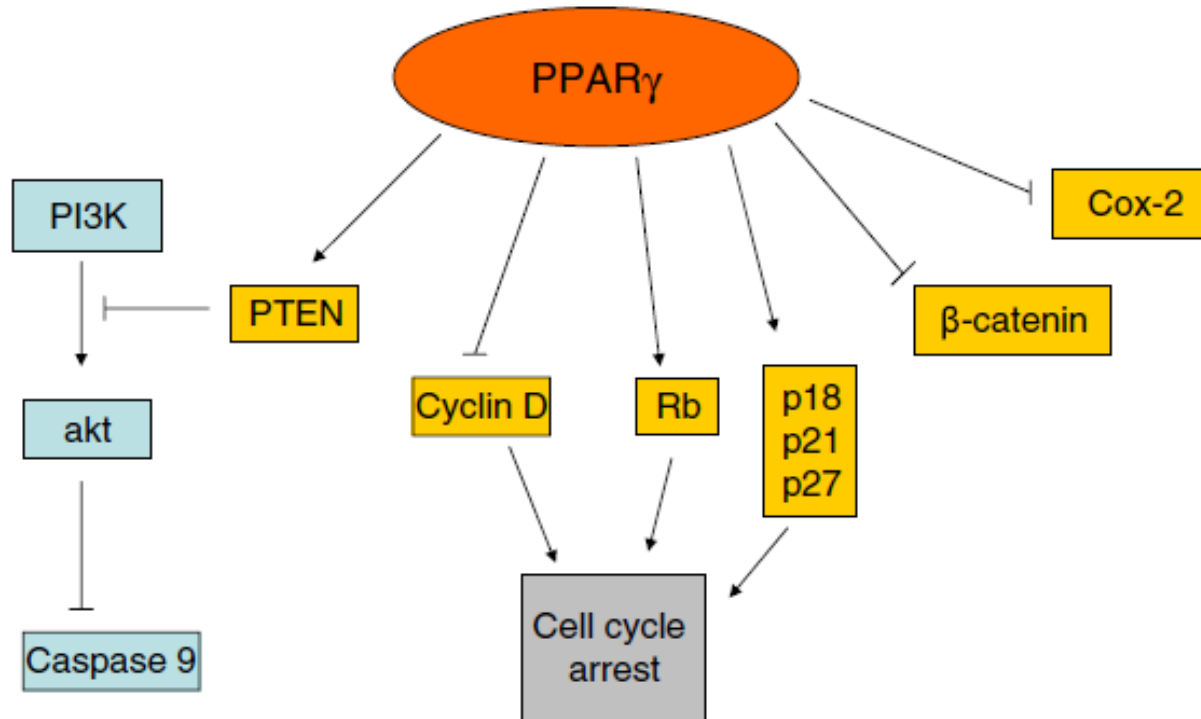 PPARγ
PI3K
Cox-2
PTEN
β-catenin
Cyclin D
Rb
p18
p21
p27
akt
Cell cycle
arrest
Caspase 9